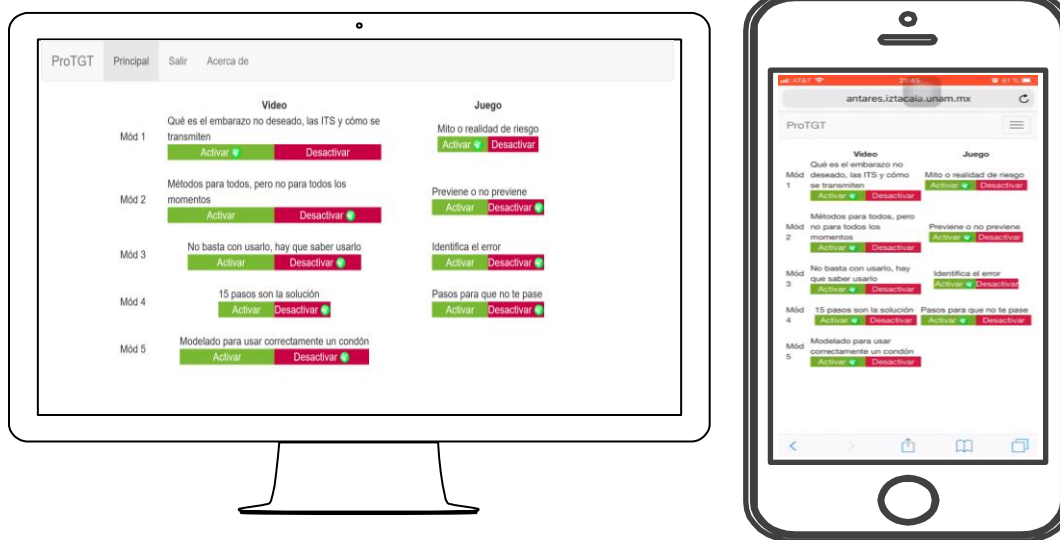 ProTGT Principal Salir Acerca de
Video Juego
Mód 1
Qué es el embarazo no deseado, las ITS y cómo se
transmiten
Activar Desactivar
Mito o realidad de riesgo
Activar Desactivar
Mód 2
Métodos para todos, pero no para todos los
momentos
Activar Desactivar
Previene o no previene
Activar Desactivar
Mód 3
No basta con usarlo, hay que saber usarlo
Activar Desactivar
Identifica el error
Activar Desactivar
Mód 4
15 pasos son la solución
Activar Desactivar
Pasos para que no te pase
Activar Desactivar
Mód 5
Modelado para usar correctamente un condón
Activar Desactivar
AT&T 21:45 61 %
antares.iztacala.unam.mx
ProTGT
Video Juego
Mód
1
Qué es el embarazo no
deseado, las ITS y cómo
se transmiten
Activar Desactivar
Mito o realidad de riesgo
Activar Desactivar
Mód
2
Métodos para todos, pero
no para todos los
momentos
Activar Desactivar
Previene o no previene
Activar Desactivar
Mód
3
No basta con usarlo, hay
que saber usarlo
Activar Desactivar
Identifica el error
Activar Desactivar
Mód
4
15 pasos son la solución
Activar Desactivar
Pasos para que no te pase
Activar Desactivar
Mód
5
Modelado para usar
correctamente un condón
Activar Desactivar